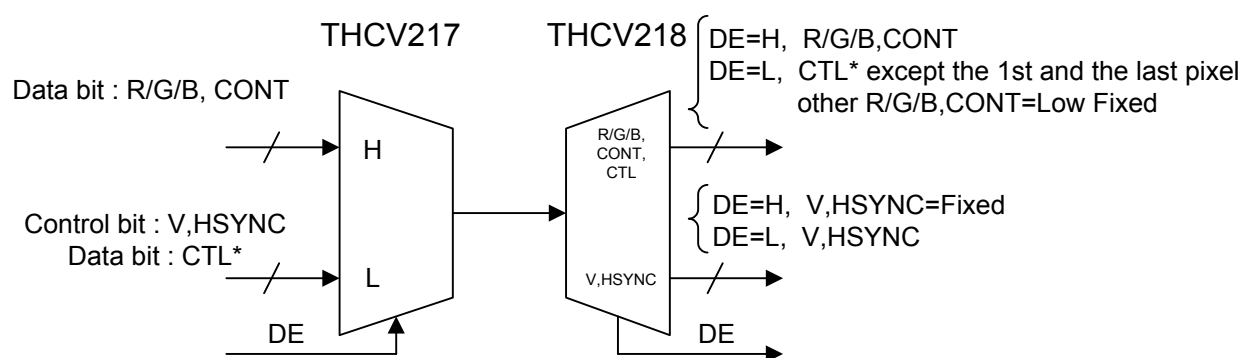 THCV217
THCV218
DE=H, R/G/B,CONT
DE=L, CTL* except the 1st and the last pixel
other R/G/B,CONT=Low Fixed
Data bit : R/G/B, CONT
H
R/G/B,
CONT,
CTL
DE=H, V,HSYNC=Fixed
DE=L, V,HSYNC
Control bit : V,HSYNC
Data bit : CTL*
L
V,HSYNC
DE
DE